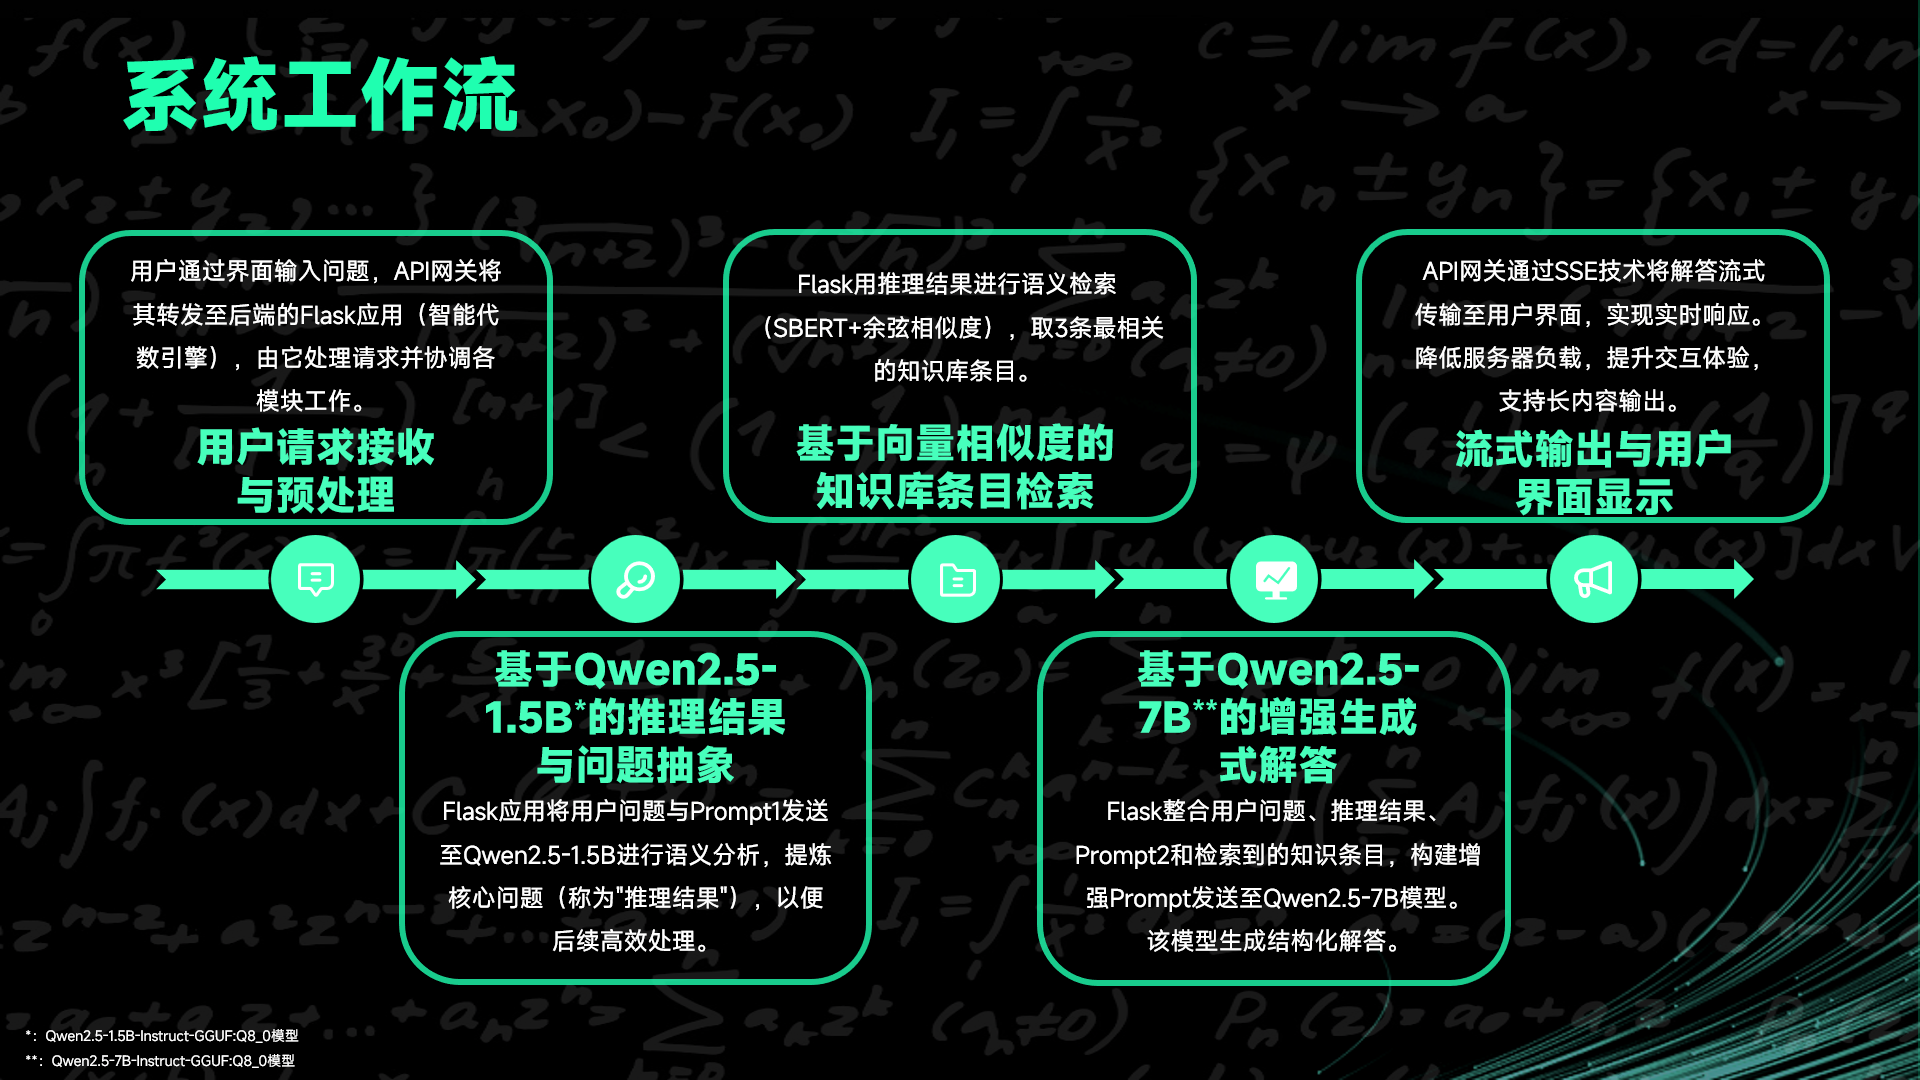 系统工作流
用户通过界面输入问题，API网关将
其转发至后端的Flask应用（智能代
数引擎），由它处理请求并协调各
模块工作。
用户请求接收
与预处理
基于Qwen2.5-
1.5B*的推理结果
与问题抽象
Flask应用将用户问题与Prompt1发送
至Qwen2.5-1.5B进行语义分析，提炼
核心问题（称为"推理结果"），以便
后续高效处理。
Flask用推理结果进行语义检索
（SBERT+余弦相似度），取3条最相关
的知识库条目。
基于向量相似度的
知识库条目检索
基于Qwen2.5-
7B**的增强生成
式解答
Flask整合用户问题、推理结果、
Prompt2和检索到的知识条目，构建增
强Prompt发送至Qwen2.5-7B模型。
该模型生成结构化解答。
API网关通过SSE技术将解答流式
传输至用户界面，实现实时响应。
降低服务器负载，提升交互体验，
支持长内容输出。
流式输出与用户
界面显示
*：Qwen2.5-1.5B-Instruct-GGUF:Q8_0模型
**：Qwen2.5-7B-Instruct-GGUF:Q8_0模型